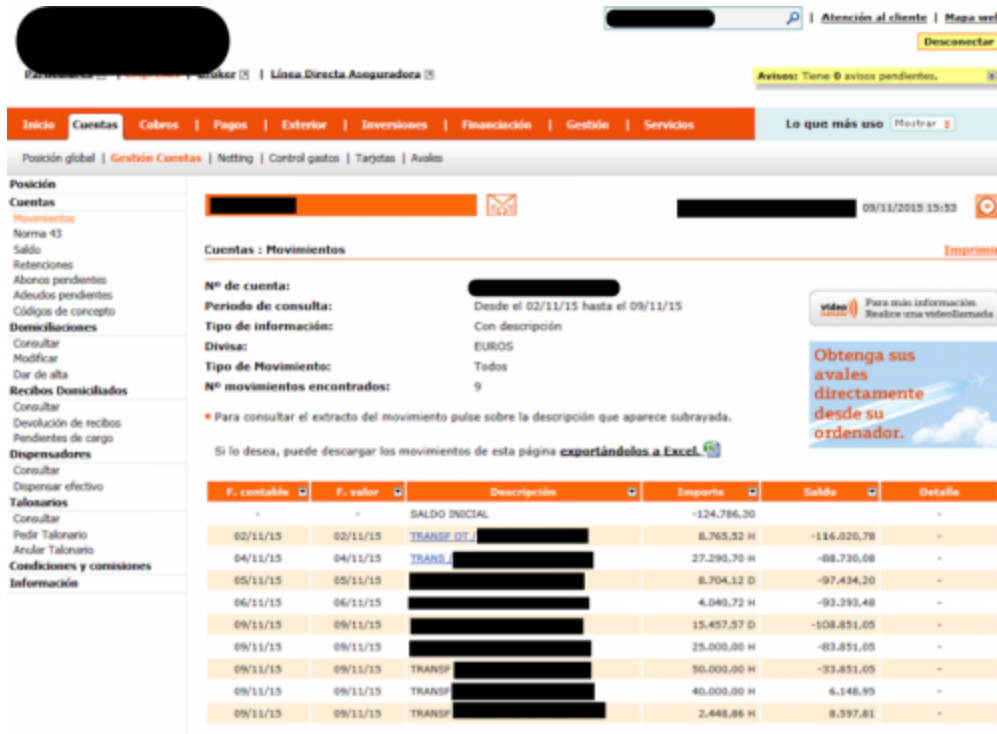 Atención al cliente | Mapa web
Desconectar
Broker | Línea Directa Aseguradora
Avisos: Tiene 0 avisos pendientes.
Inicio Cuentas Cobros | Pagos | Exterior | Inversiones | Financiación | Gestión | Servicios
Lo que más uso Mostrar
Posición global | Gestión Cuentas | Netting | Control gastos | Tarjetas | Avales
Posición
Cuentas
Movimientos
Norma 43
Saldo
Retenciones
Abonos pendientes
Adeudos pendientes
Códigos de concepto
Domiciliaciones
Consultar
Modificar
Dar de alta
Recibos Domiciliados
Consultar
Devolución de recibos
Pendientes de cargo
Dispensadores
Consultar
Dispensar efectivo
Talonarios
Consultar
Pedir Talonario
Anular Talonario
Condiciones y comisiones
Información
09/11/2015 15:53
Cuentas : Movimientos
Imprimir
Nº de cuenta:
Periodo de consulta: Desde el 02/11/15 hasta el 09/11/15
Tipo de información: Con descripción
Divisa: EUROS
Tipo de Movimiento: Todos
Nº movimientos encontrados: 9
Para consultar el extracto del movimiento pulse sobre la descripción que aparece subrayada.
Si lo desea, puede descargar los movimientos de esta página exportándolos a Excel.
video llamada
Para más información
Realice una videollamada
Obtenga sus
avales
directamente
desde su
ordenador.
F. contable F. valor Descripción Importe Saldo Detalle
- - SALDO INICIAL -124.786,30 -
02/11/15 02/11/15 TRANSF OT / 8.765,52 H -116.020,78 -
04/11/15 04/11/15 TRANS / 27.290,70 H -88.730,08 -
05/11/15 05/11/15 8.704,12 D -97.434,20 -
06/11/15 06/11/15 4.040,72 H -93.393,48 -
09/11/15 09/11/15 15.457,57 D -108.851,05 -
09/11/15 09/11/15 25.000,00 H -83.851,05 -
09/11/15 09/11/15 TRANSF 50.000,00 H -33.851,05 -
09/11/15 09/11/15 TRANSF 40.000,00 H 6.148,95 -
09/11/15 09/11/15 TRANSF 2.448,86 H 8.597,81 -